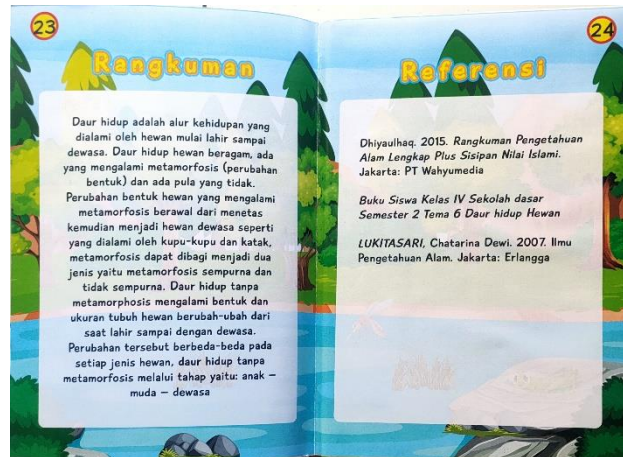 23
Rangkuman
Daur hidup adalah alur kehidupan yang
dialami oleh hewan mulai lahir sampai
dewasa. Daur hidup hewan beragam, ada
yang mengalami metamorfosis (perubahan
bentuk) dan ada pula yang tidak.
Perubahan bentuk hewan yang mengalami
metamorfosis berawal dari menetas
kemudian menjadi hewan dewasa seperti
yang dialami oleh kupu-kupu dan katak,
metamorfosis dapat dibagi menjadi dua
jenis yaitu metamorfosis sempurna dan
tidak sempurna. Daur hidup tanpa
metamorphosis mengalami bentuk dan
ukuran tubuh hewan berubah-ubah dari
saat lahir sampai dengan dewasa.
Perubahan tersebut berbeda-beda pada
setiap jenis hewan, daur hidup tanpa
metamorfosis melalui tahap yaitu: anak –
muda – dewasa
24
Referensi
Dhiyaulhaq. 2015. Rangkuman Pengetahuan
Alam Lengkap Plus Sisipan Nilai Islami.
Jakarta: PT Wahyumedia
Buku Siswa Kelas IV Sekolah dasar
Semester 2 Tema 6 Daur hidup Hewan
LUKITASARI, Chatarina Dewi. 2007. Ilmu
Pengetahuan Alam. Jakarta: Erlangga